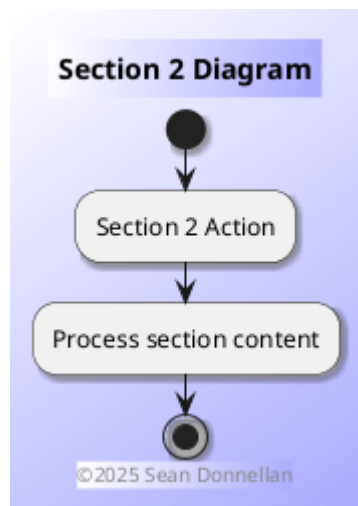 Section 2 Diagram
Section 2 Action
Process section content
©2025 Sean Donnellan